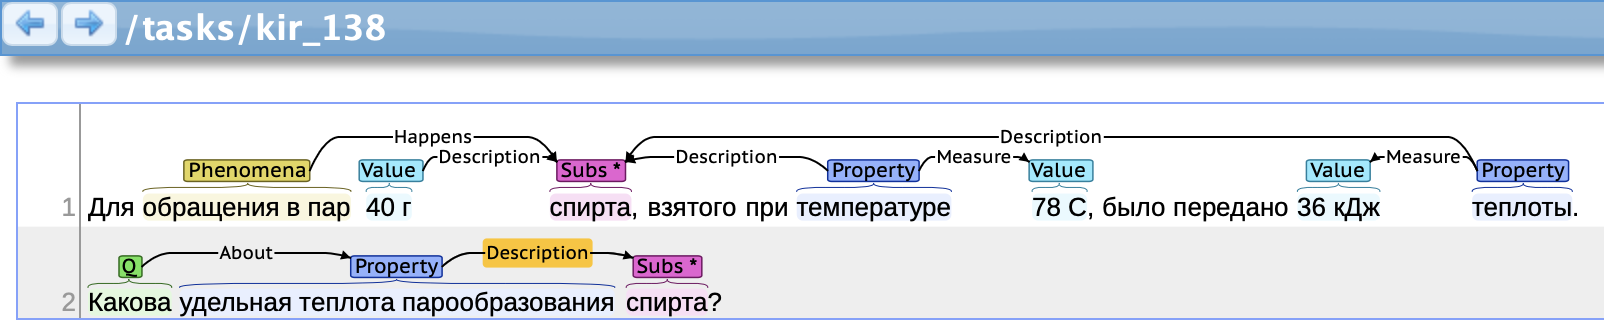 /tasks/kir_138
Happens Description
Description Description Measure Measure
Phenomena Value Subs * Property Value Value Property
1 Для обращения в пар 40 г спирта, взятого при температуре 78 С, было передано 36 кДж теплоты.
About Description
Q Property Subs *
2 Какова удельная теплота парообразования спирта?